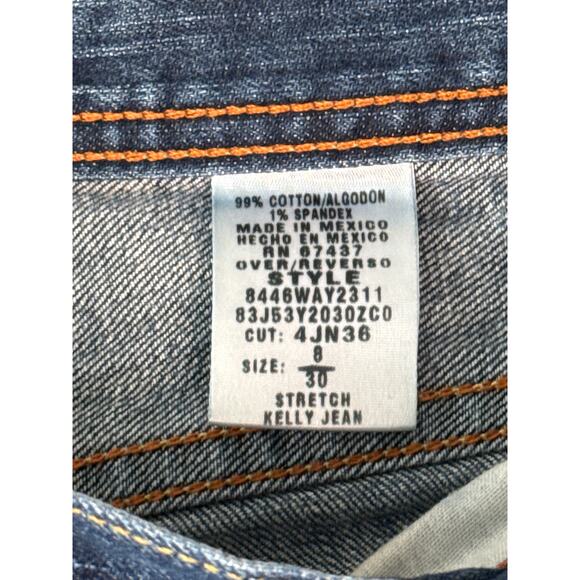 99% COTTON/ALGODON
1% SPANDEX
MADE IN MEXICO
HECHO EN MEXICO
RN 67437
OVER/REVERSO
STYLE
8446WAY2311
83J53Y2030ZC0
CUT: 4JN36
SIZE: 8/30
STRETCH
KELLY JEAN